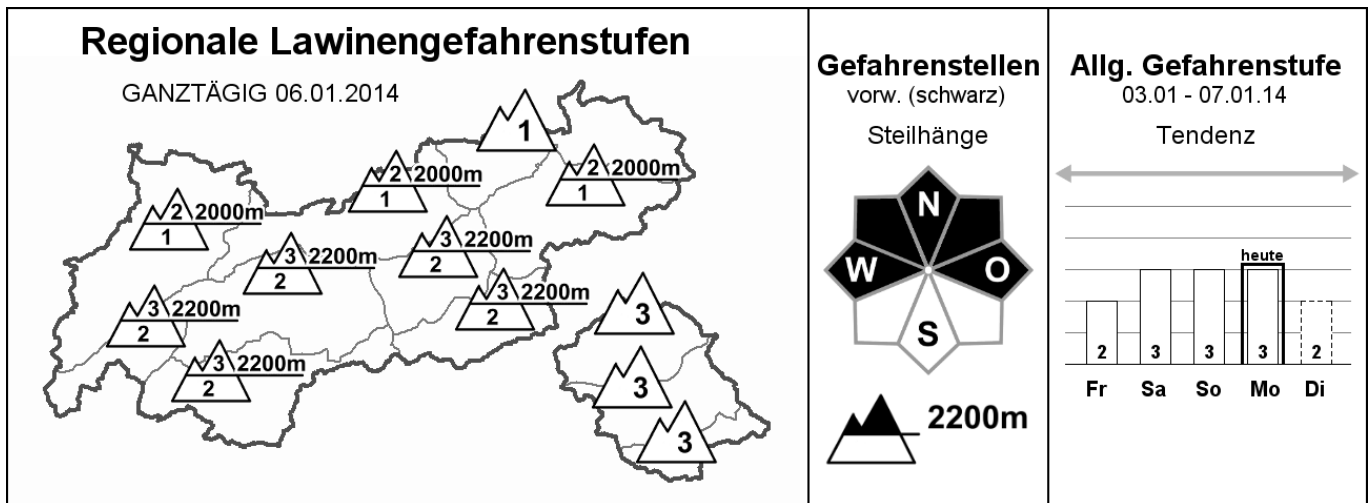 Regionale Lawinengefahrenstufen
GANZTÄGIG 06.01.2014
1
2 2000m
1
2 2000m
1
2 2000m
1
3 2200m
2
3 2200m
2
3 2200m
2
3 2200m
2
3 2200m
2
3
3
3
Gefahrenstellen
vorw. (schwarz)
Steilhänge
N
W O
S
2200m
Allg. Gefahrenstufe
03.01 - 07.01.14
Tendenz
heute
2 3 3 3 2
Fr Sa So Mo Di